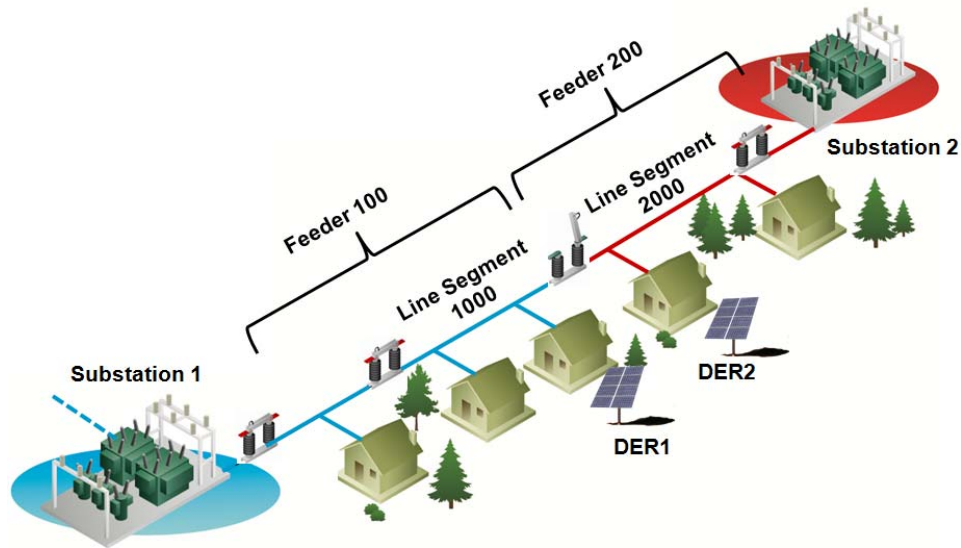 Feeder 200
Substation 2
Feeder 100
Line Segment
2000
Line Segment
1000
Substation 1
DER2
DER1